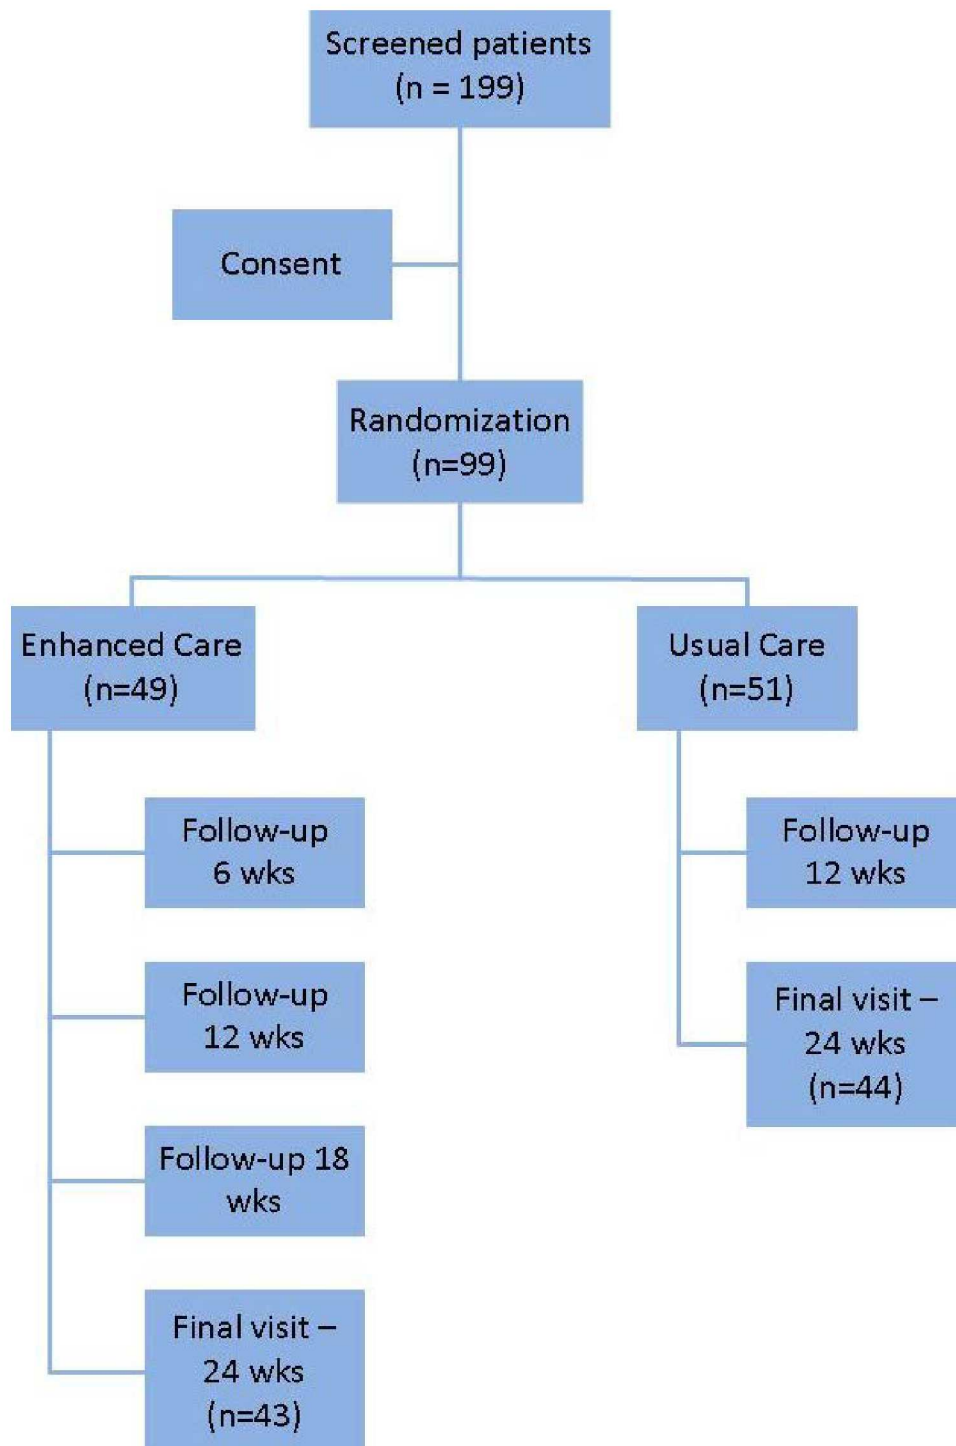 Screened patients
(n = 199)
Consent
Randomization
(n=99)
Enhanced Care
(n=49)
Usual Care
(n=51)
Follow-up
6 wks
Follow-up
12 wks
Follow-up 18
wks
Final visit –
24 wks
(n=43)
Follow-up
12 wks
Final visit –
24 wks
(n=44)